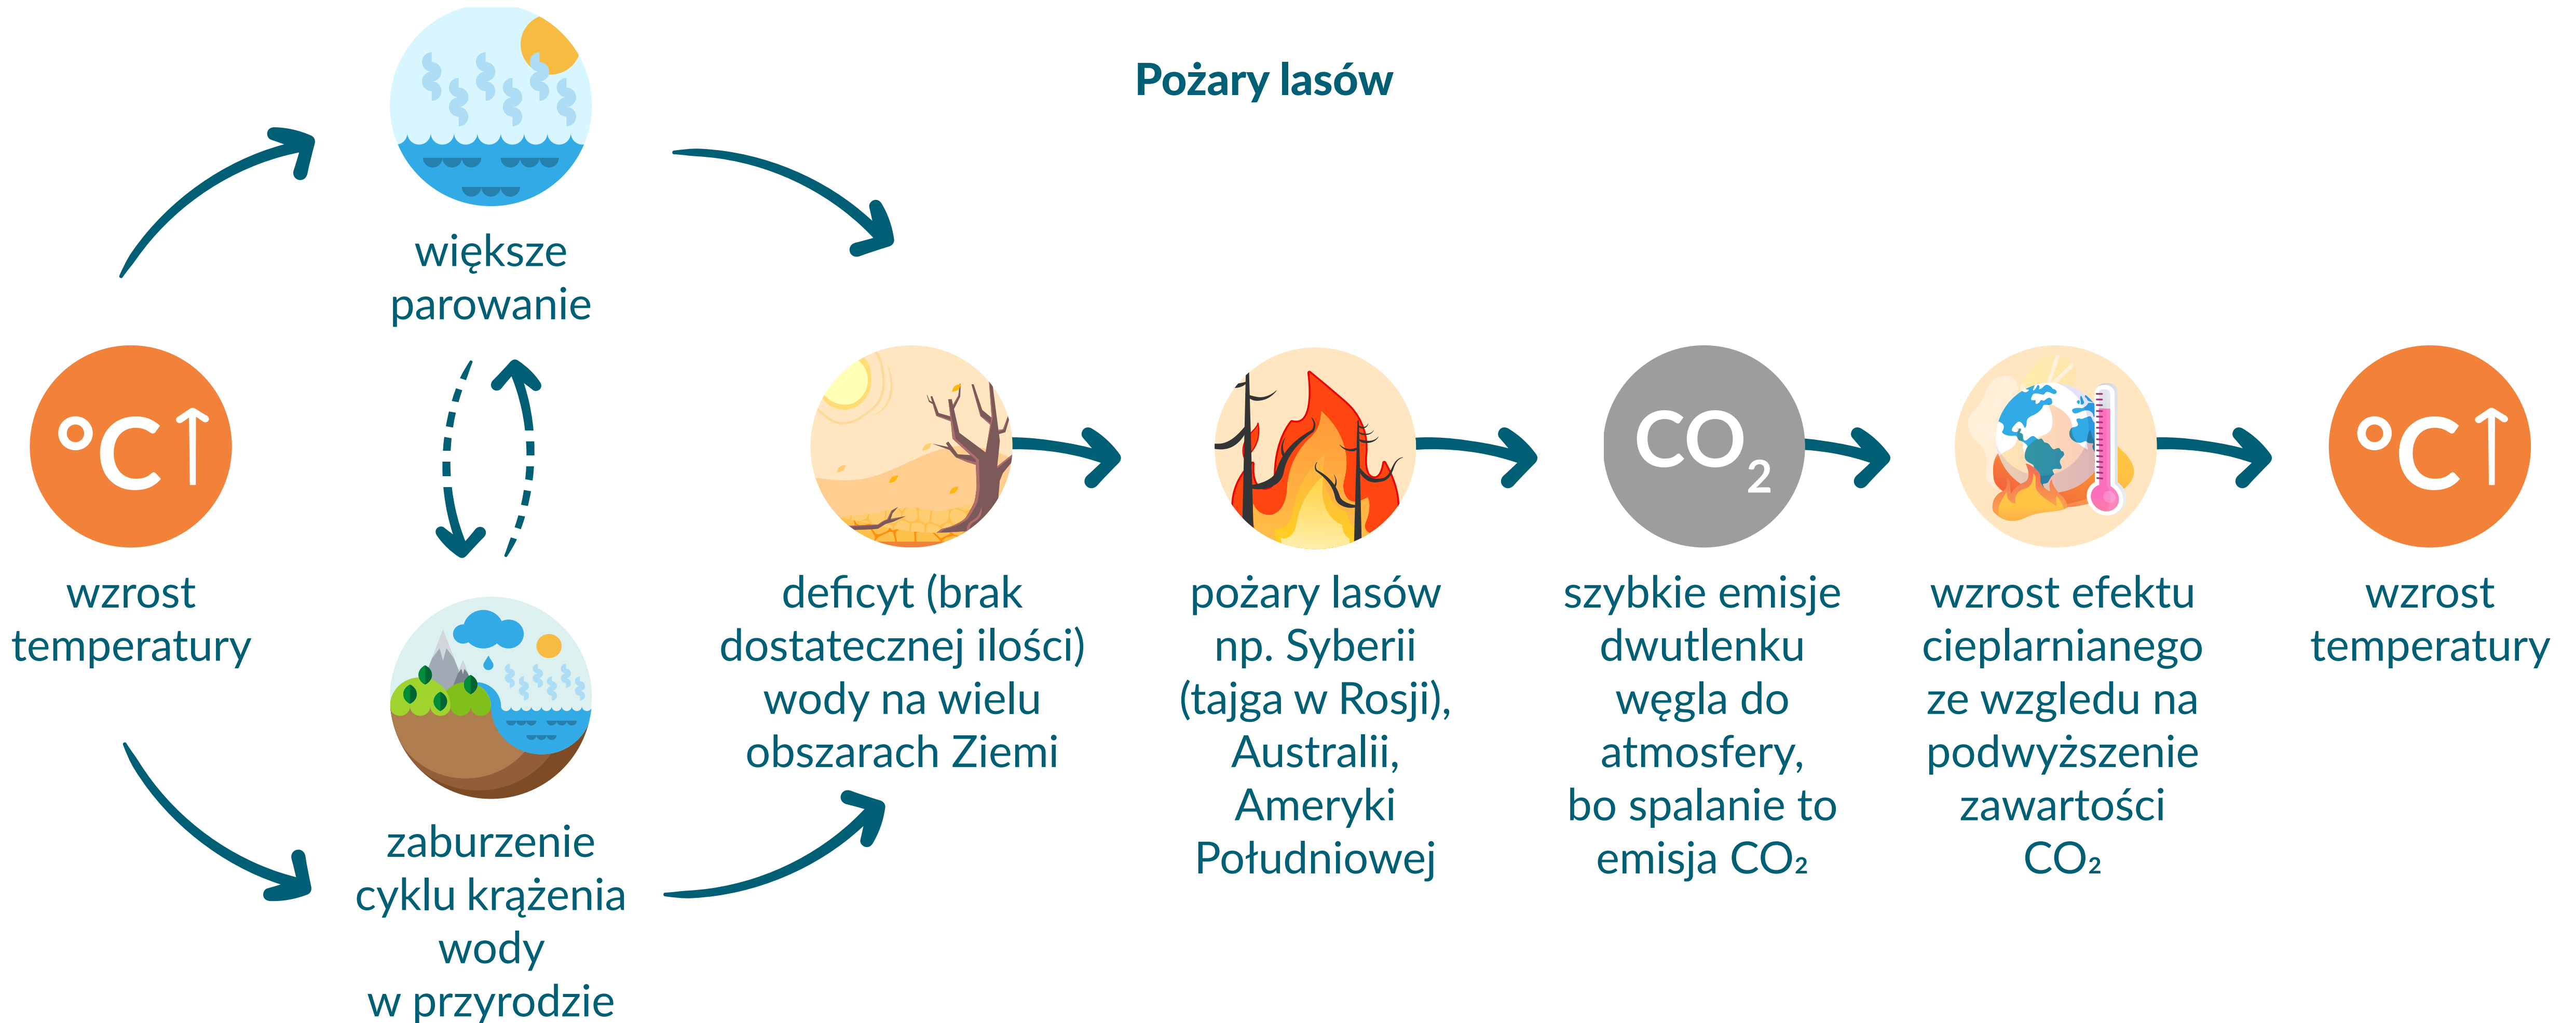 Pożary lasów
większe
parowanie
°C↑
wzrost
temperatury
zaburzenie
cyklu krążenia
wody
w przyrodzie
deficyt (brak
dostatecznej ilości)
wody na wielu
obszarach Ziemi
pożary lasów
np. Syberii
(tajga w Rosji),
Australii,
Ameryki
Południowej
CO₂
szybkie emisje
dwutlenku
węgla do
atmosfery,
bo spalanie to
emisja CO₂
wzrost efektu
cieplarnianego
ze wzgledu na
podwyższenie
zawartości
CO₂
°C↑
wzrost
temperatury